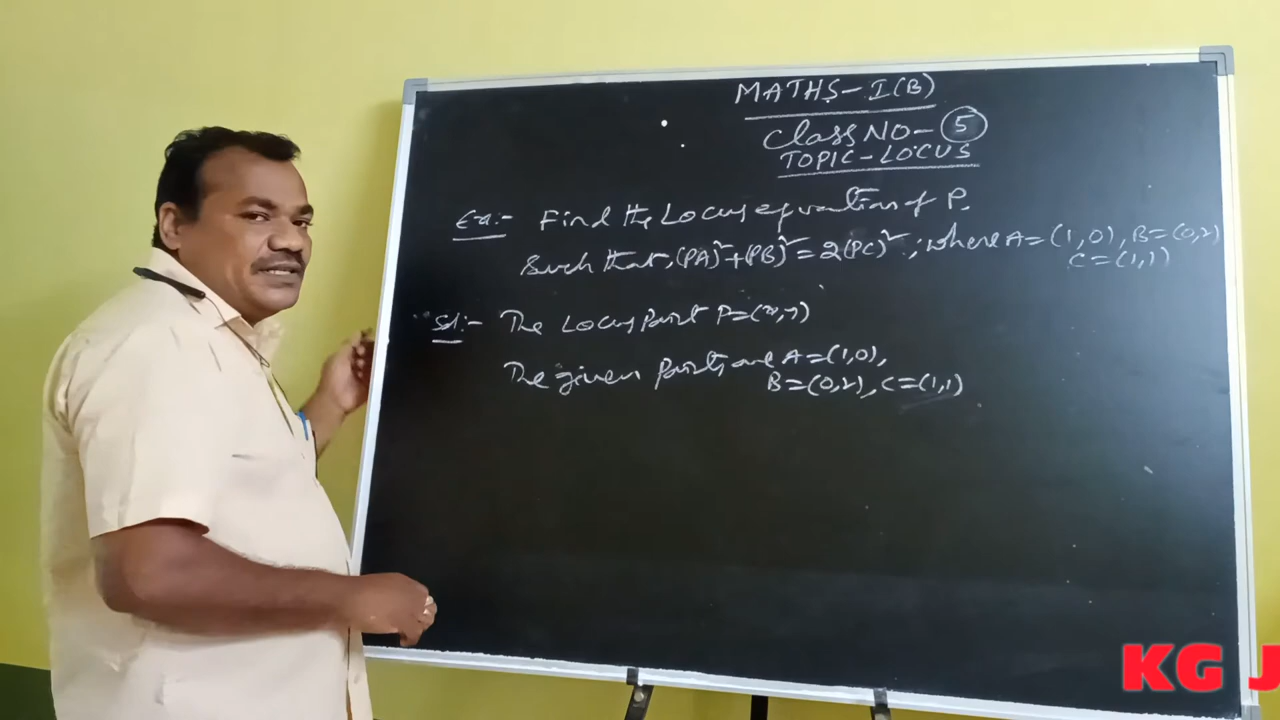 MATHS-I(B)
Class NO-5
TOPIC-LOCUS
Ex:- Find the Locus equation of P,
Such that, (PA)²+(PB)²=2(PC)²; where A=(1,0), B=(0,2)
C=(1,1)
Sol:- The Locus Point P=(x,y)
The given points are A=(1,0),
B=(0,2), C=(1,1)
KG J